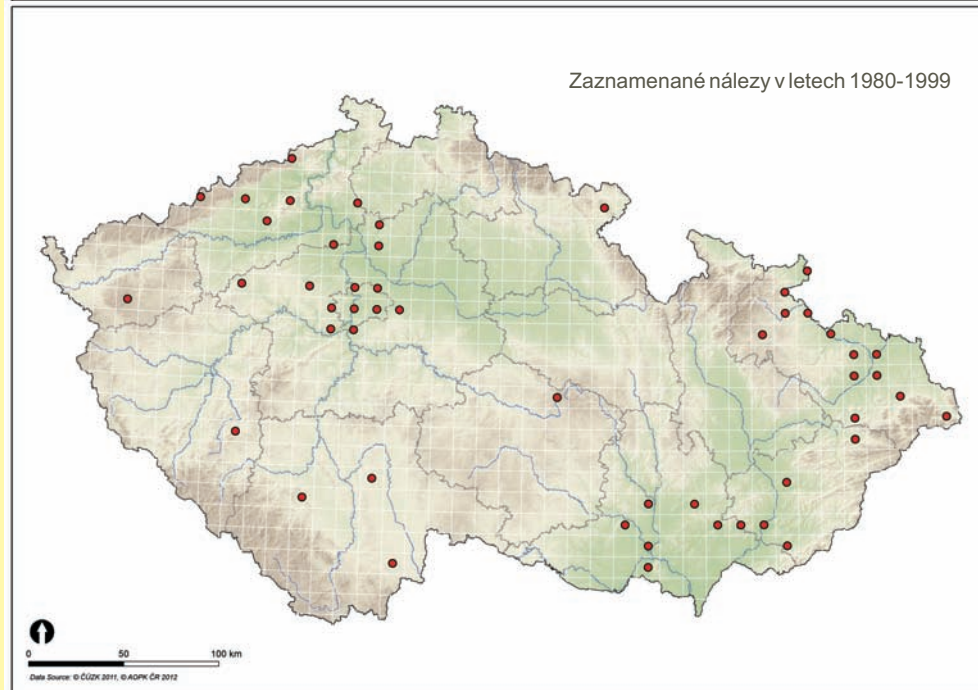 Zaznamenané nálezy v letech 1980-1999
0 50 100 km
Data Source: © ČÚZK 2011, © AOPK ČR 2012